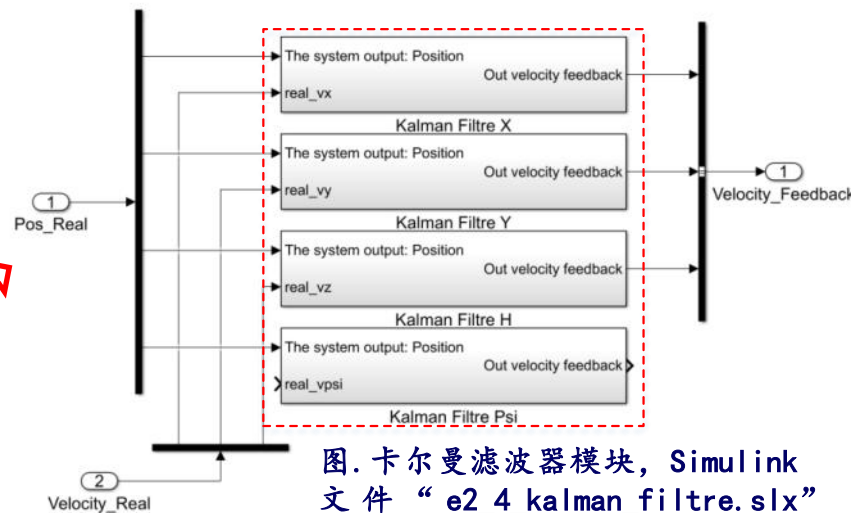 The system output: Position
Out velocity feedback
real_vx
Kalman Filtre X
The system output: Position
Out velocity feedback
real_vy
Kalman Filtre Y
1
Pos_Real
1
Velocity_Feedback
The system output: Position
Out velocity feedback
real_vz
Kalman Filtre H
The system output: Position
Out velocity feedback
real_vpsi
Kalman Filtre Psi
2
Velocity_Real
图.卡尔曼滤波器模块, Simulink
文件 “ e2 4 kalman filtre.slx”